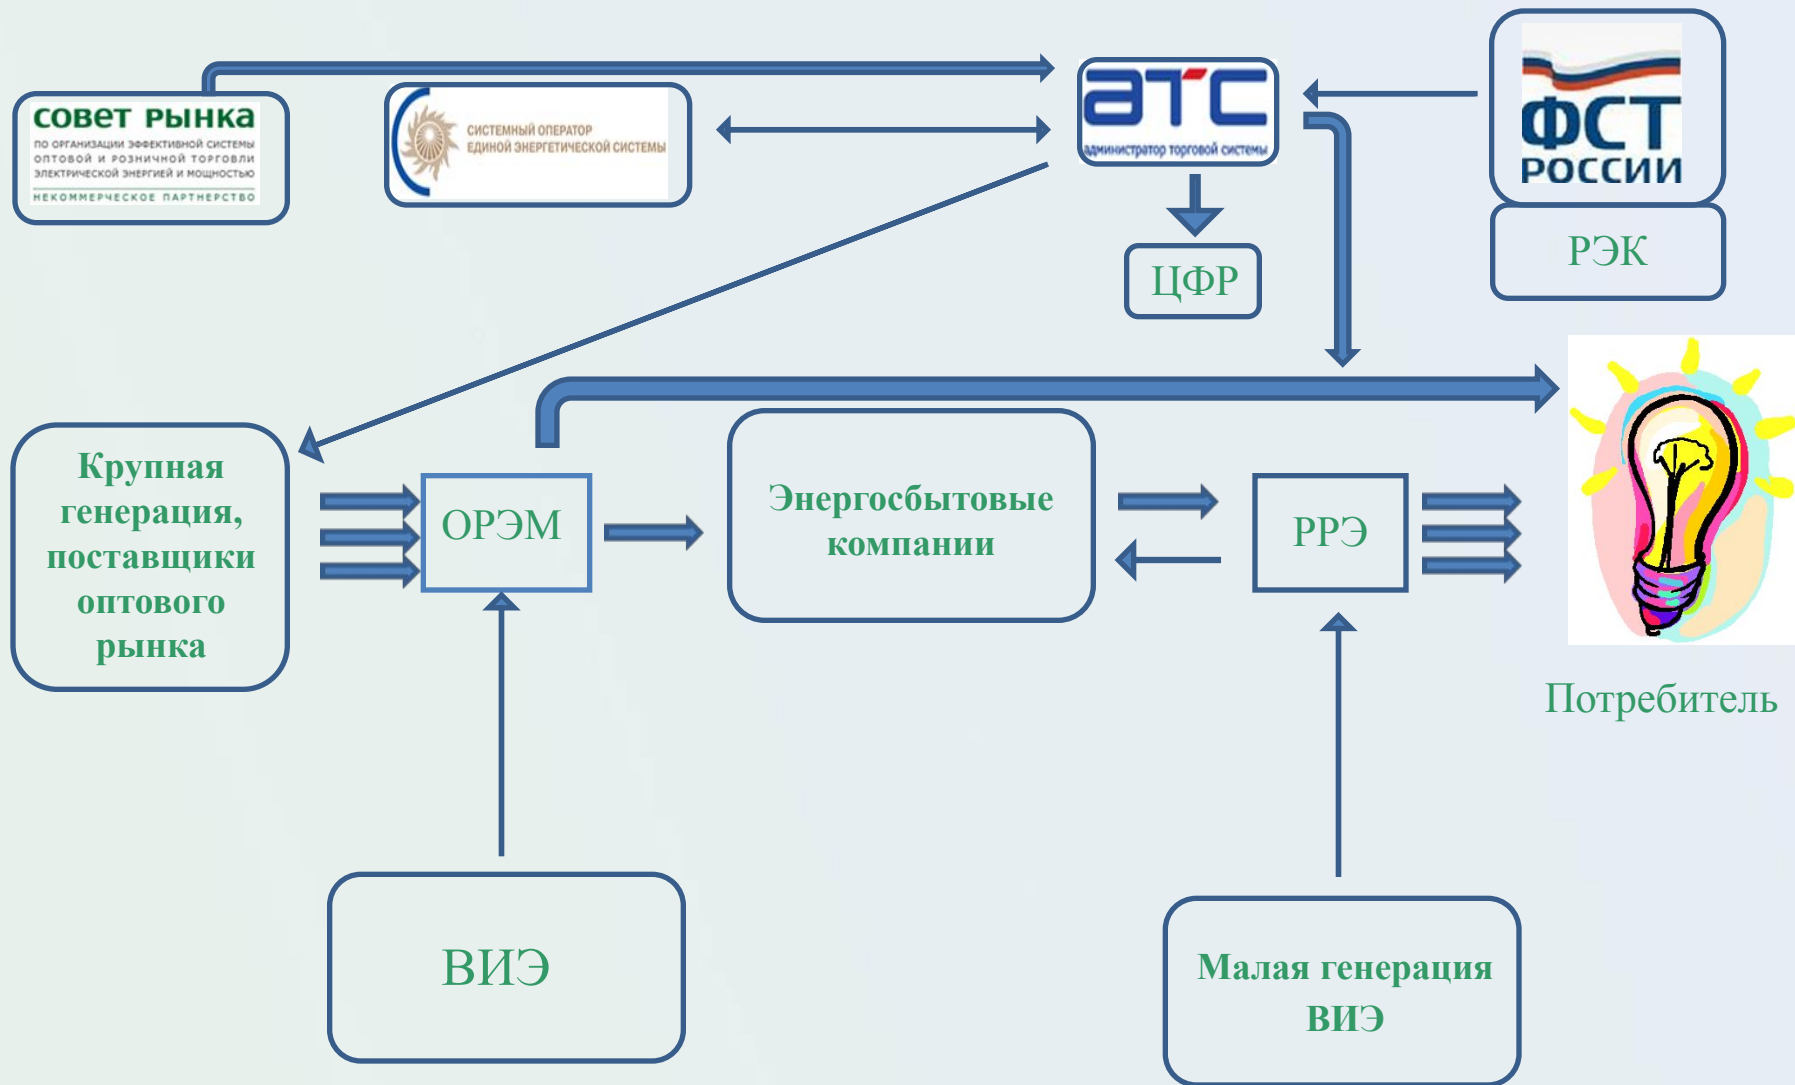 СОВЕТ РЫНКА
ПО ОРГАНИЗАЦИИ ЭФФЕКТИВНОЙ СИСТЕМЫ
ОПТОВОЙ И РОЗНИЧНОЙ ТОРГОВЛИ
ЭЛЕКТРИЧЕСКОЙ ЭНЕРГИЕЙ И МОЩНОСТЬЮ
НЕКОММЕРЧЕСКОЕ ПАРТНЕРСТВО
СИСТЕМНЫЙ ОПЕРАТОР
ЕДИНОЙ ЭНЕРГЕТИЧЕСКОЙ СИСТЕМЫ
атс
администратор торговой системы
ФСТ
РОССИИ
РЭК
ЦФР
Крупная
генерация,
поставщики
оптового
рынка
ОРЭМ
Энергосбытовые
компании
РРЭ
Потребитель
ВИЭ
Малая генерация
ВИЭ